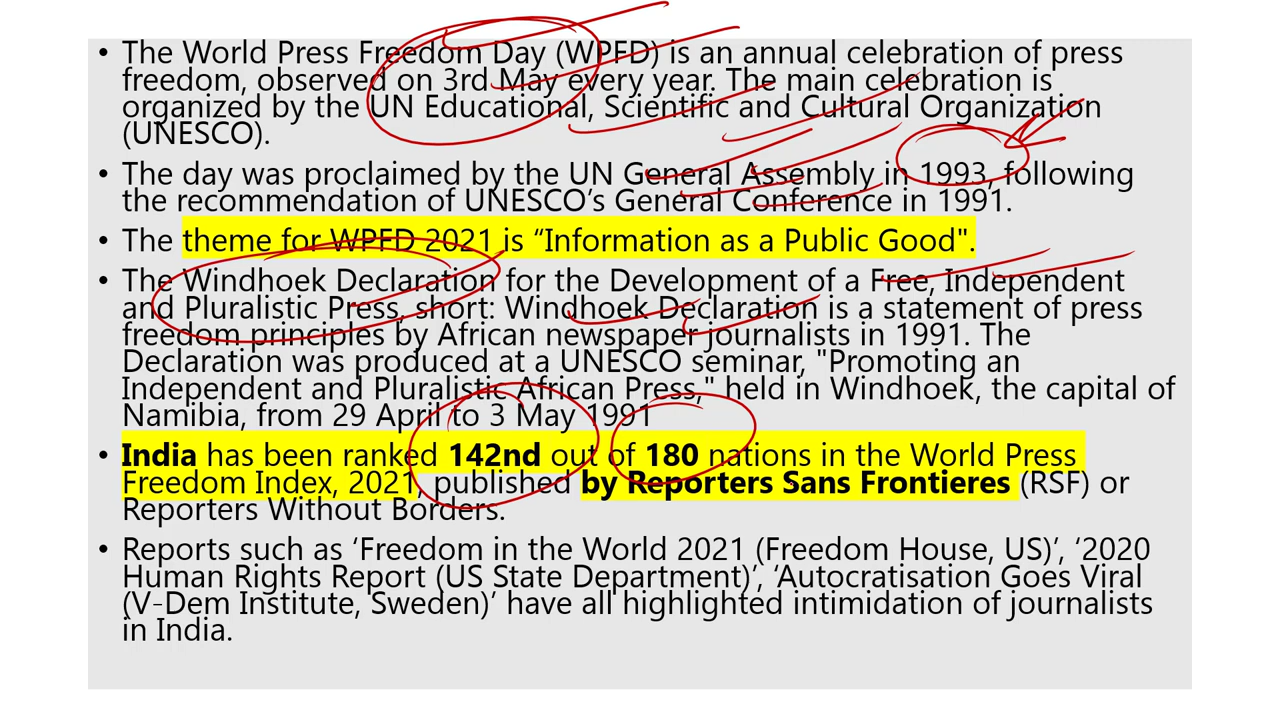 • The World Press Freedom Day (WPFD) is an annual celebration of press
freedom, observed on 3rd May every year. The main celebration is
organized by the UN Educational, Scientific and Cultural Organization
(UNESCO).
• The day was proclaimed by the UN General Assembly in 1993, following
the recommendation of UNESCO’s General Conference in 1991.
• The theme for WPFD 2021 is “Information as a Public Good".
• The Windhoek Declaration for the Development of a Free, Independent
and Pluralistic Press, short: Windhoek Declaration is a statement of press
freedom principles by African newspaper journalists in 1991. The
Declaration was produced at a UNESCO seminar, "Promoting an
Independent and Pluralistic African Press," held in Windhoek, the capital of
Namibia, from 29 April to 3 May 1991
• India has been ranked 142nd out of 180 nations in the World Press
Freedom Index, 2021, published by Reporters Sans Frontieres (RSF) or
Reporters Without Borders.
• Reports such as ‘Freedom in the World 2021 (Freedom House, US)’, ‘2020
Human Rights Report (US State Department)’, ‘Autocratisation Goes Viral
(V-Dem Institute, Sweden)’ have all highlighted intimidation of journalists
in India.